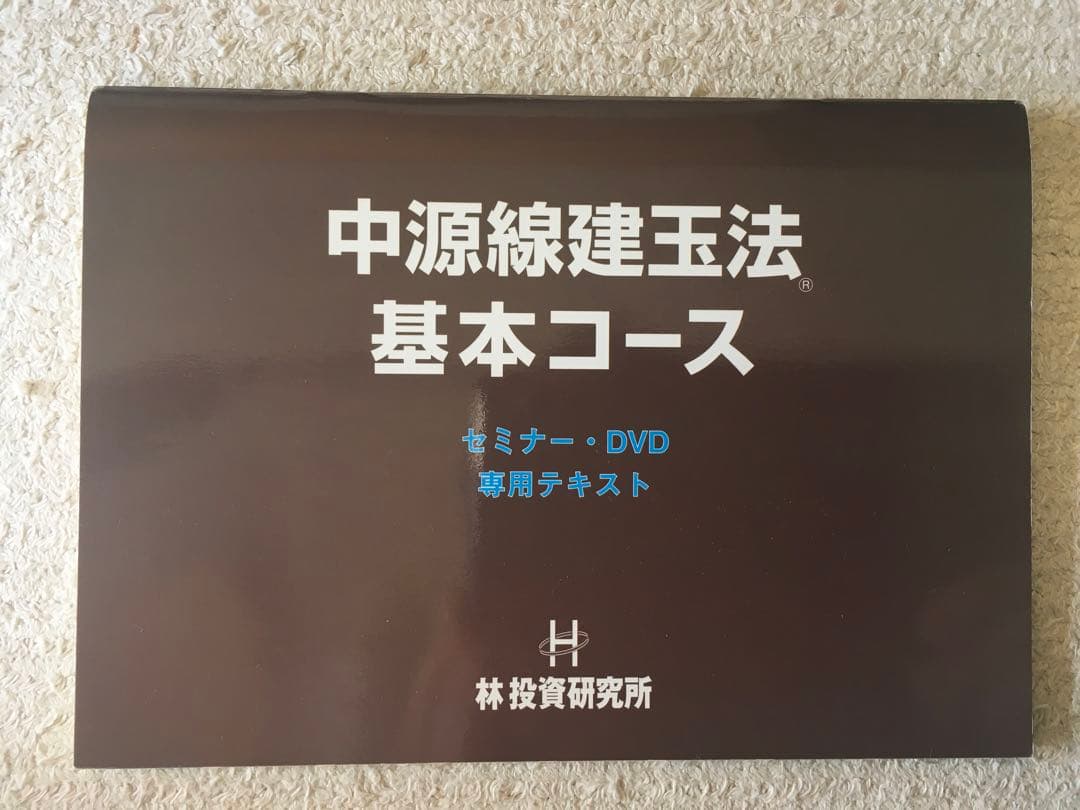 中源線建玉法®
基本コース
セミナー・DVD
専用テキスト
H
林投資研究所